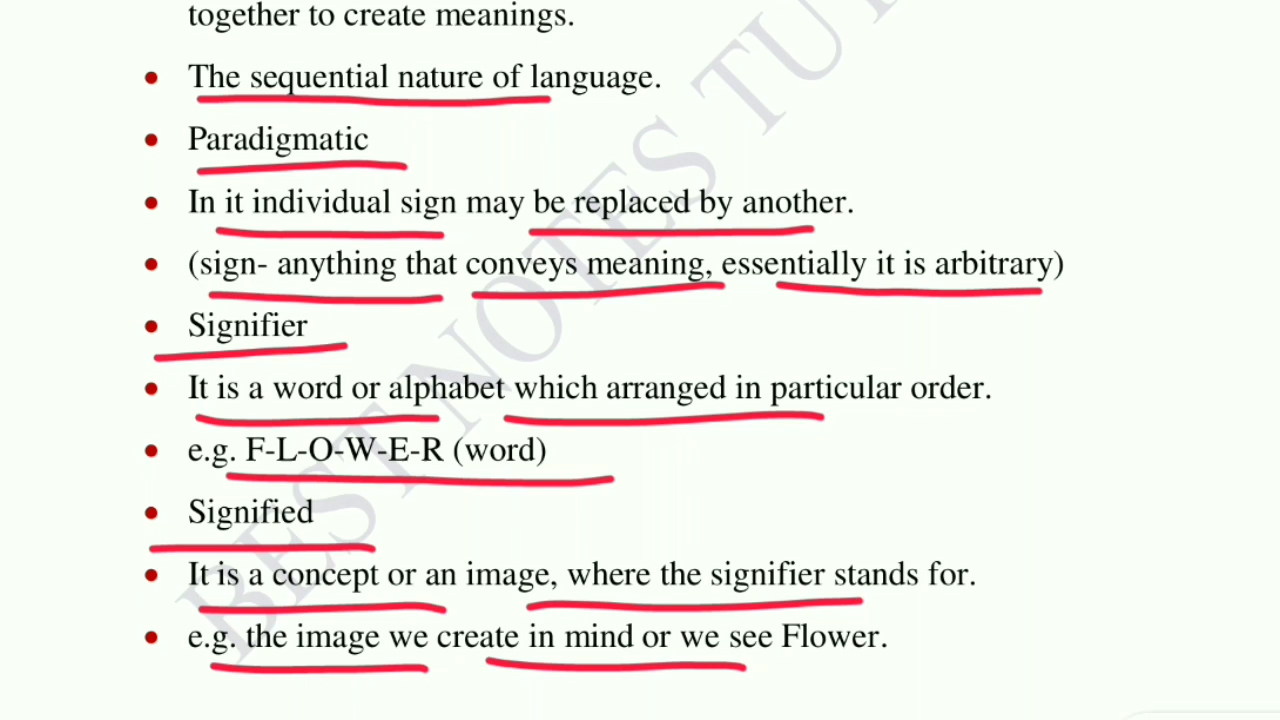 together to create meanings.
• The sequential nature of language.
• Paradigmatic
• In it individual sign may be replaced by another.
• (sign- anything that conveys meaning, essentially it is arbitrary)
• Signifier
• It is a word or alphabet which arranged in particular order.
• e.g. F-L-O-W-E-R (word)
• Signified
• It is a concept or an image, where the signifier stands for.
• e.g. the image we create in mind or we see Flower.
BEST NOTES TU